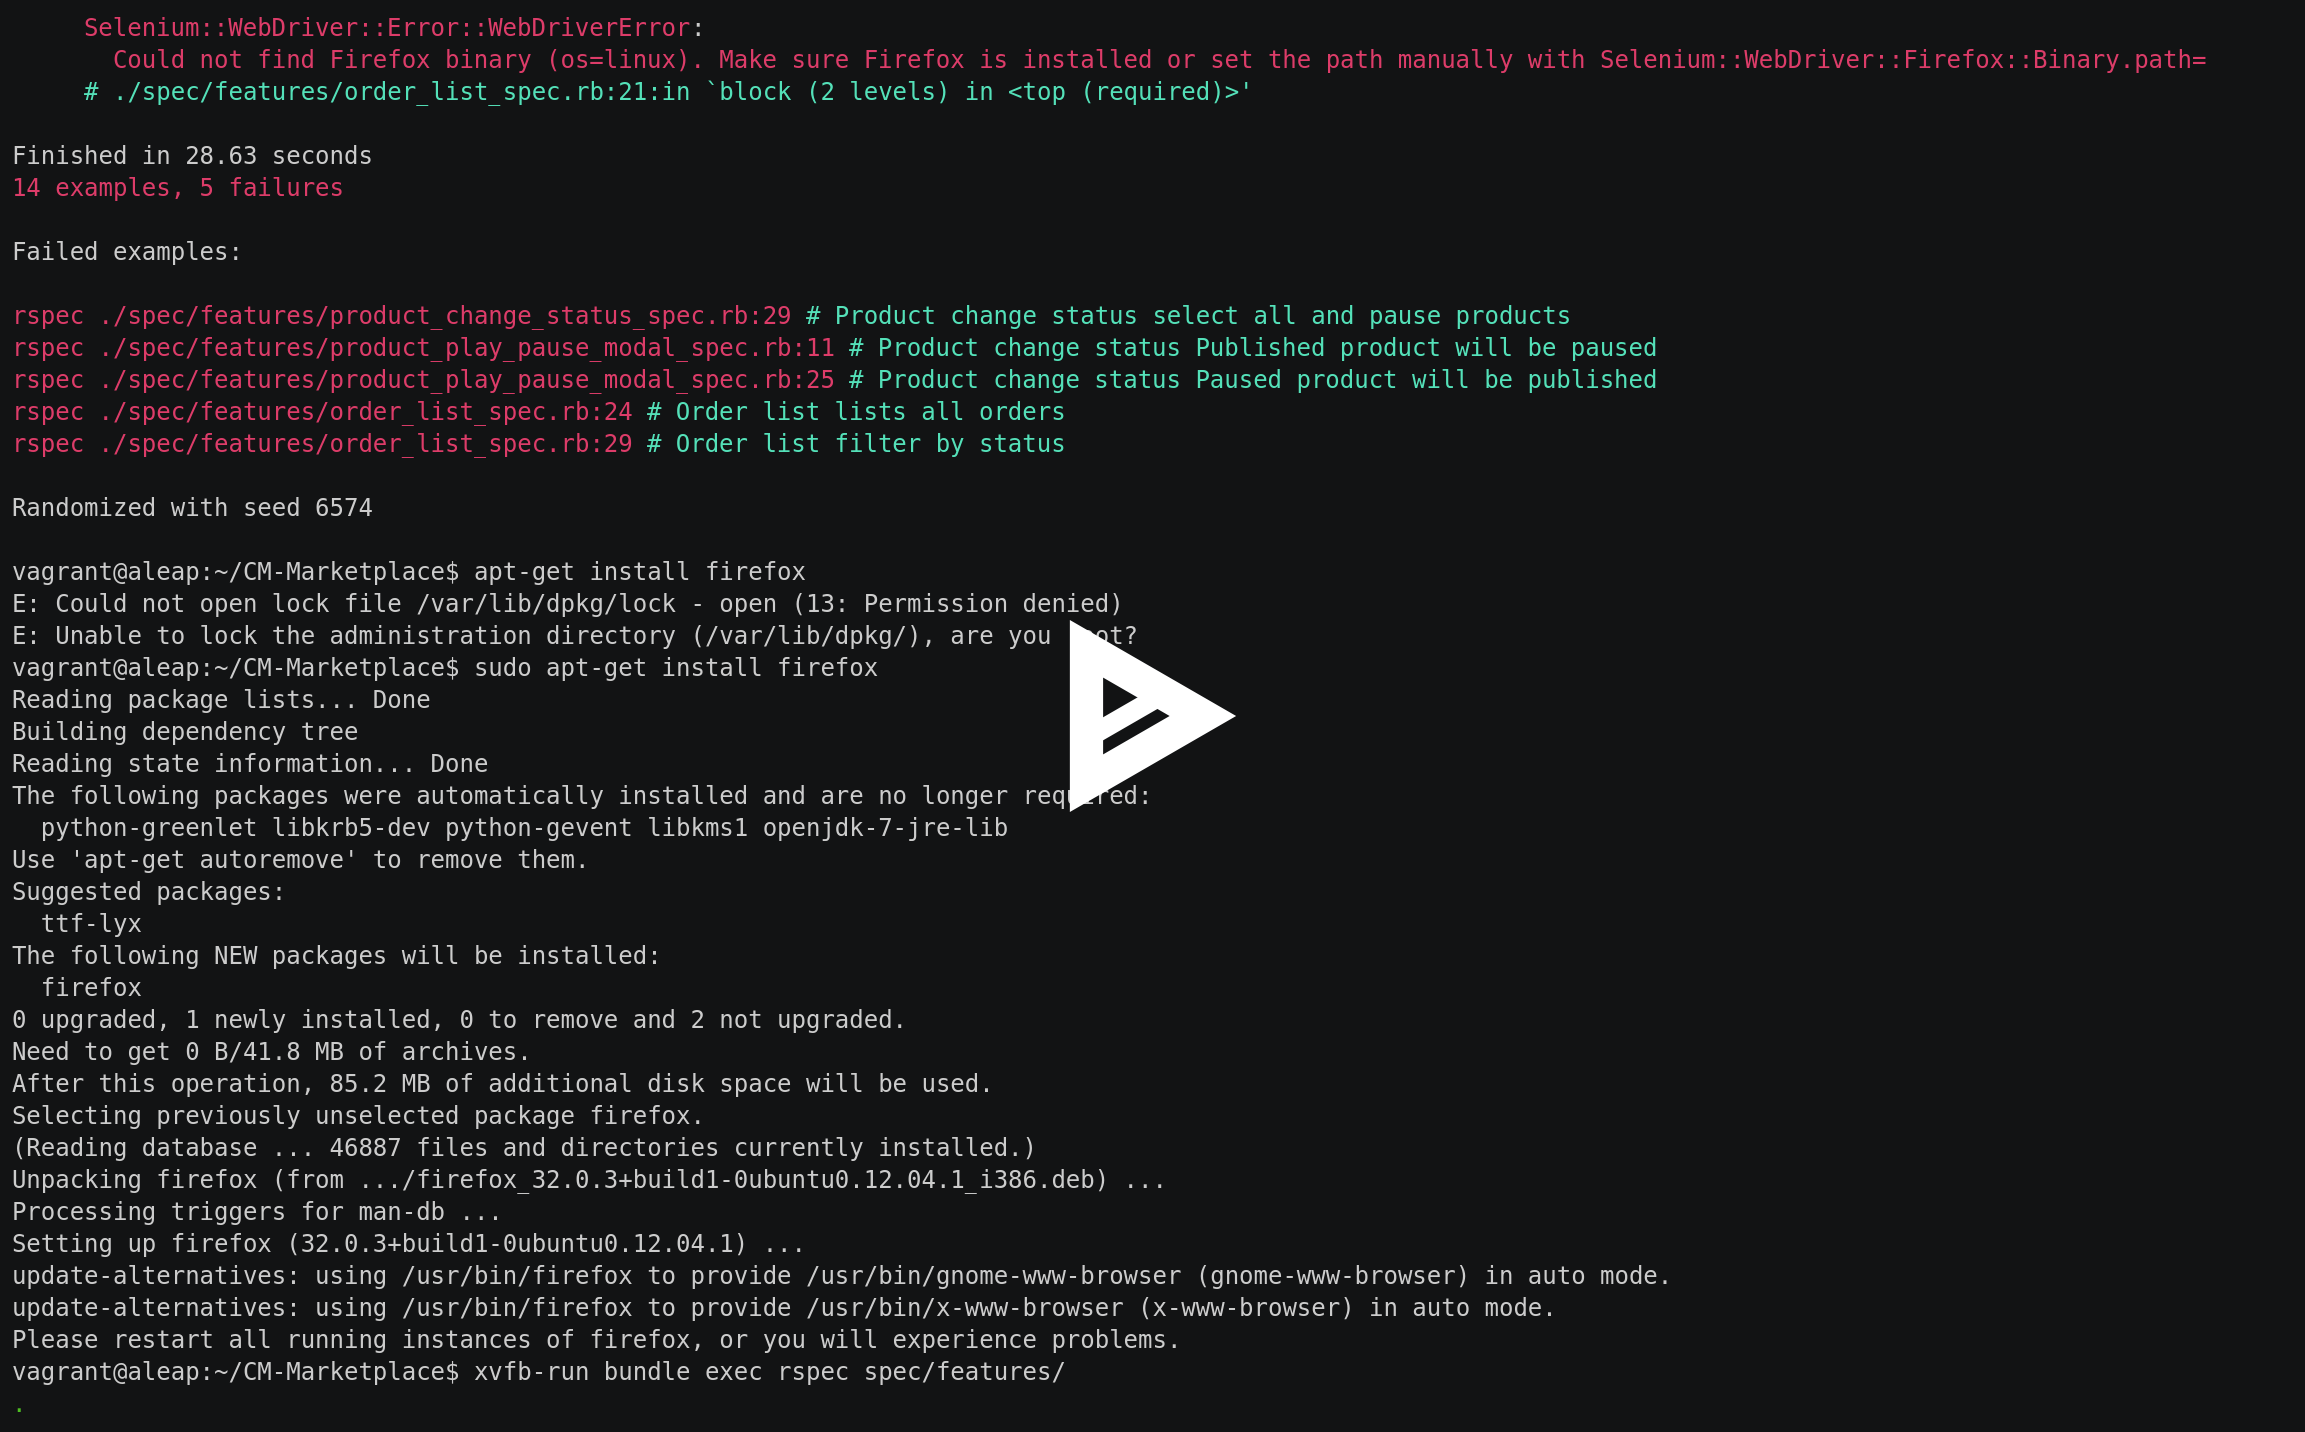 Selenium::WebDriver::Error::WebDriverError:
Could not find Firefox binary (os=linux). Make sure Firefox is installed or set the path manually with Selenium::WebDriver::Firefox::Binary.path=
# ./spec/features/order_list_spec.rb:21:in `block (2 levels) in <top (required)>'
Finished in 28.63 seconds
14 examples, 5 failures
Failed examples:
rspec ./spec/features/product_change_status_spec.rb:29 # Product change status select all and pause products
rspec ./spec/features/product_play_pause_modal_spec.rb:11 # Product change status Published product will be paused
rspec ./spec/features/product_play_pause_modal_spec.rb:25 # Product change status Paused product will be published
rspec ./spec/features/order_list_spec.rb:24 # Order list lists all orders
rspec ./spec/features/order_list_spec.rb:29 # Order list filter by status
Randomized with seed 6574
vagrant@aleap:~/CM-Marketplace$ apt-get install firefox
E: Could not open lock file /var/lib/dpkg/lock - open (13: Permission denied)
E: Unable to lock the administration directory (/var/lib/dpkg/), are you
vagrant@aleap:~/CM-Marketplace$ sudo apt-get install firefox
Reading package lists... Done
Building dependency tree
Reading state information... Done
The following packages were automatically installed and are no longer required:
python-greenlet libkrb5-dev python-gevent libkms1 openjdk-7-jre-lib
Use 'apt-get autoremove' to remove them.
Suggested packages:
ttf-lyx
The following NEW packages will be installed:
firefox
0 upgraded, 1 newly installed, 0 to remove and 2 not upgraded.
Need to get 0 B/41.8 MB of archives.
After this operation, 85.2 MB of additional disk space will be used.
Selecting previously unselected package firefox.
(Reading database ... 46887 files and directories currently installed.)
Unpacking firefox (from .../firefox_32.0.3+build1-0ubuntu0.12.04.1_i386.deb) ...
Processing triggers for man-db ...
Setting up firefox (32.0.3+build1-0ubuntu0.12.04.1) ...
update-alternatives: using /usr/bin/firefox to provide /usr/bin/gnome-www-browser (gnome-www-browser) in auto mode.
update-alternatives: using /usr/bin/firefox to provide /usr/bin/x-www-browser (x-www-browser) in auto mode.
Please restart all running instances of firefox, or you will experience problems.
vagrant@aleap:~/CM-Marketplace$ xvfb-run bundle exec rspec spec/features/
.